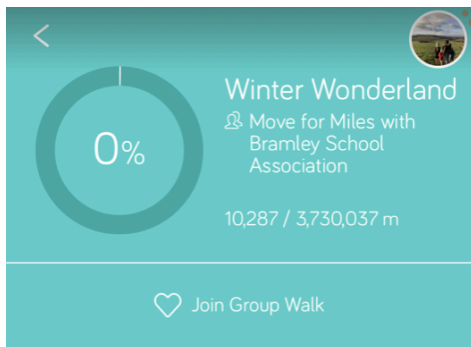 Winter Wonderland
Move for Miles with
Bramley School
Association
0%
10,287 / 3,730,037 m
Join Group Walk